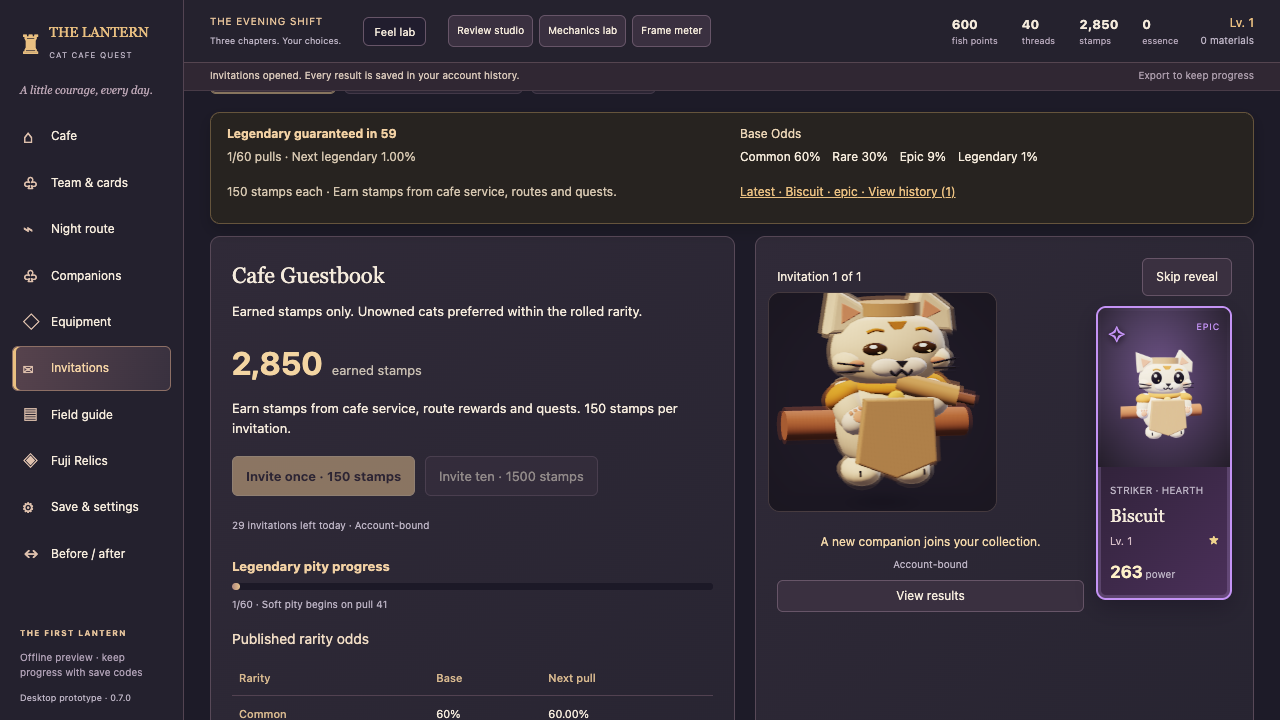 THE LANTERN
CAT CAFE QUEST
A little courage, every day.
Cafe
Team & cards
Night route
Companions
Equipment
Invitations
Field guide
Fuji Relics
Save & settings
Before / after
THE FIRST LANTERN
Offline preview · keep
progress with save codes
Desktop prototype · 0.7.0
THE EVENING SHIFT
Three chapters. Your choices.
Feel lab
Review studio
Mechanics lab
Frame meter
600
fish points
40
threads
2,850
stamps
0
essence
Lv. 1
0 materials
Invitations opened. Every result is saved in your account history.
Export to keep progress
Legendary guaranteed in 59
1/60 pulls · Next legendary 1.00%
150 stamps each · Earn stamps from cafe service, routes and quests.
Base Odds
Common 60% Rare 30% Epic 9% Legendary 1%
Latest · Biscuit · epic · View history (1)
Cafe Guestbook
Earned stamps only. Unowned cats preferred within the rolled rarity.
2,850 earned stamps
Earn stamps from cafe service, route rewards and quests. 150 stamps per
invitation.
Invite once · 150 stamps
Invite ten · 1500 stamps
29 invitations left today · Account-bound
Legendary pity progress
1/60 · Soft pity begins on pull 41
Published rarity odds
Rarity Base Next pull
Common 60% 60.00%
Invitation 1 of 1
Skip reveal
A new companion joins your collection.
Account-bound
View results
EPIC
STRIKER · HEARTH
Biscuit
Lv. 1
263 power